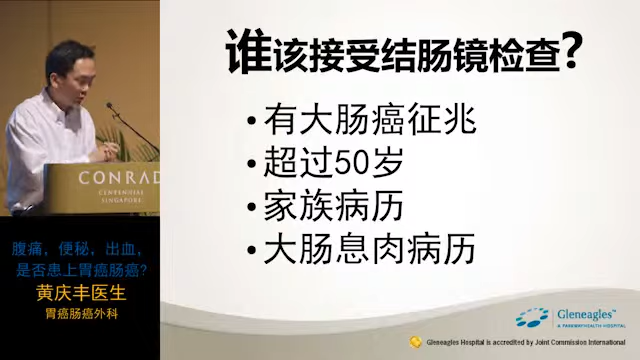 谁该接受结肠镜检查?
• 有大肠癌征兆
• 超过50岁
• 家族病历
• 大肠息肉病历
CONRAD
CENTENNIAL
SINGAPORE
腹痛，便秘，出血，
是否患上胃癌肠癌?
黄庆丰医生
胃癌肠癌外科
Gleneagles™
A PARKWAYHEALTH HOSPITAL
Gleneagles Hospital is accredited by Joint Commission International